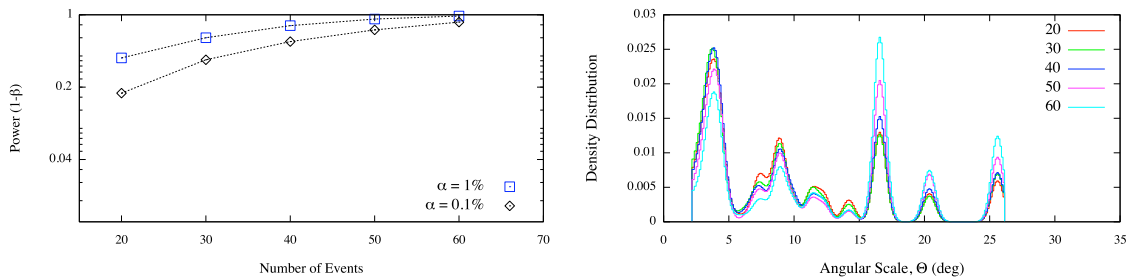 1
0.2
0.04
Power (1-β)
α = 1%
α = 0.1%
20 30 40 50 60 70
Number of Events
0.03
0.025
0.02
0.015
0.01
0.005
0
Density Distribution
20
30
40
50
60
0 5 10 15 20 25 30 35
Angular Scale, Θ (deg)